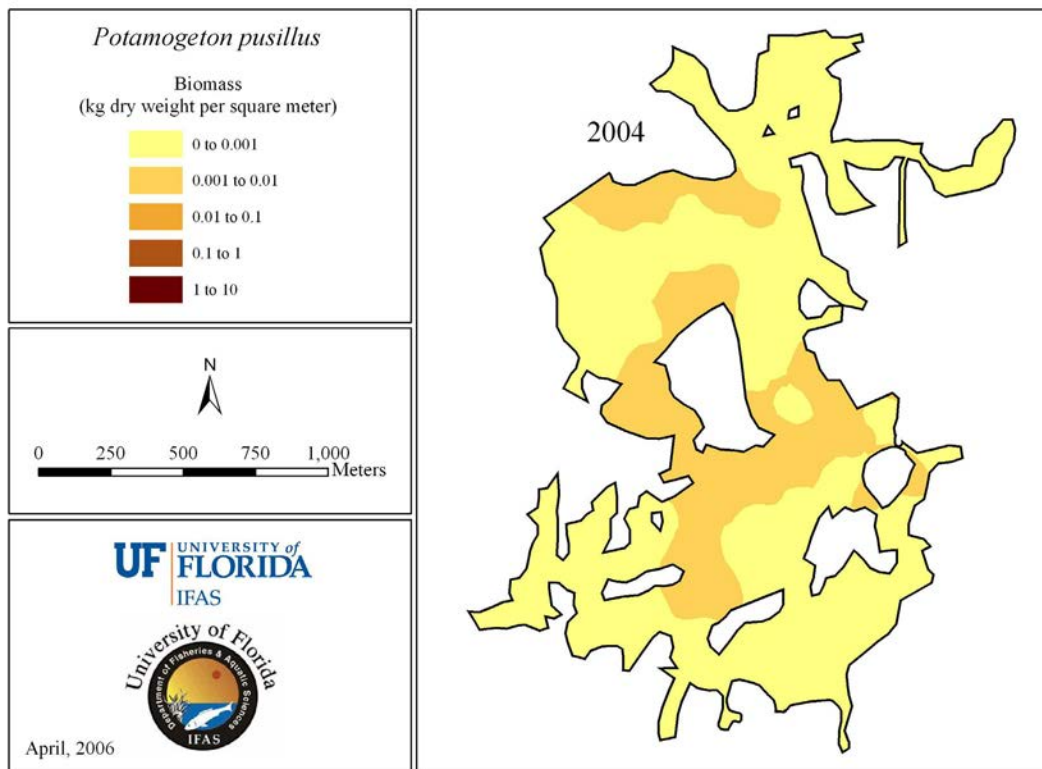 Potamogeton pusillus
Biomass
(kg dry weight per square meter)
0 to 0.001
0.001 to 0.01
0.01 to 0.1
0.1 to 1
1 to 10
N
0 250 500 750 1,000
Meters
UF UNIVERSITY of
FLORIDA
IFAS
University of Florida
Department of Fisheries & Aquatic Sciences
IFAS
April, 2006
2004